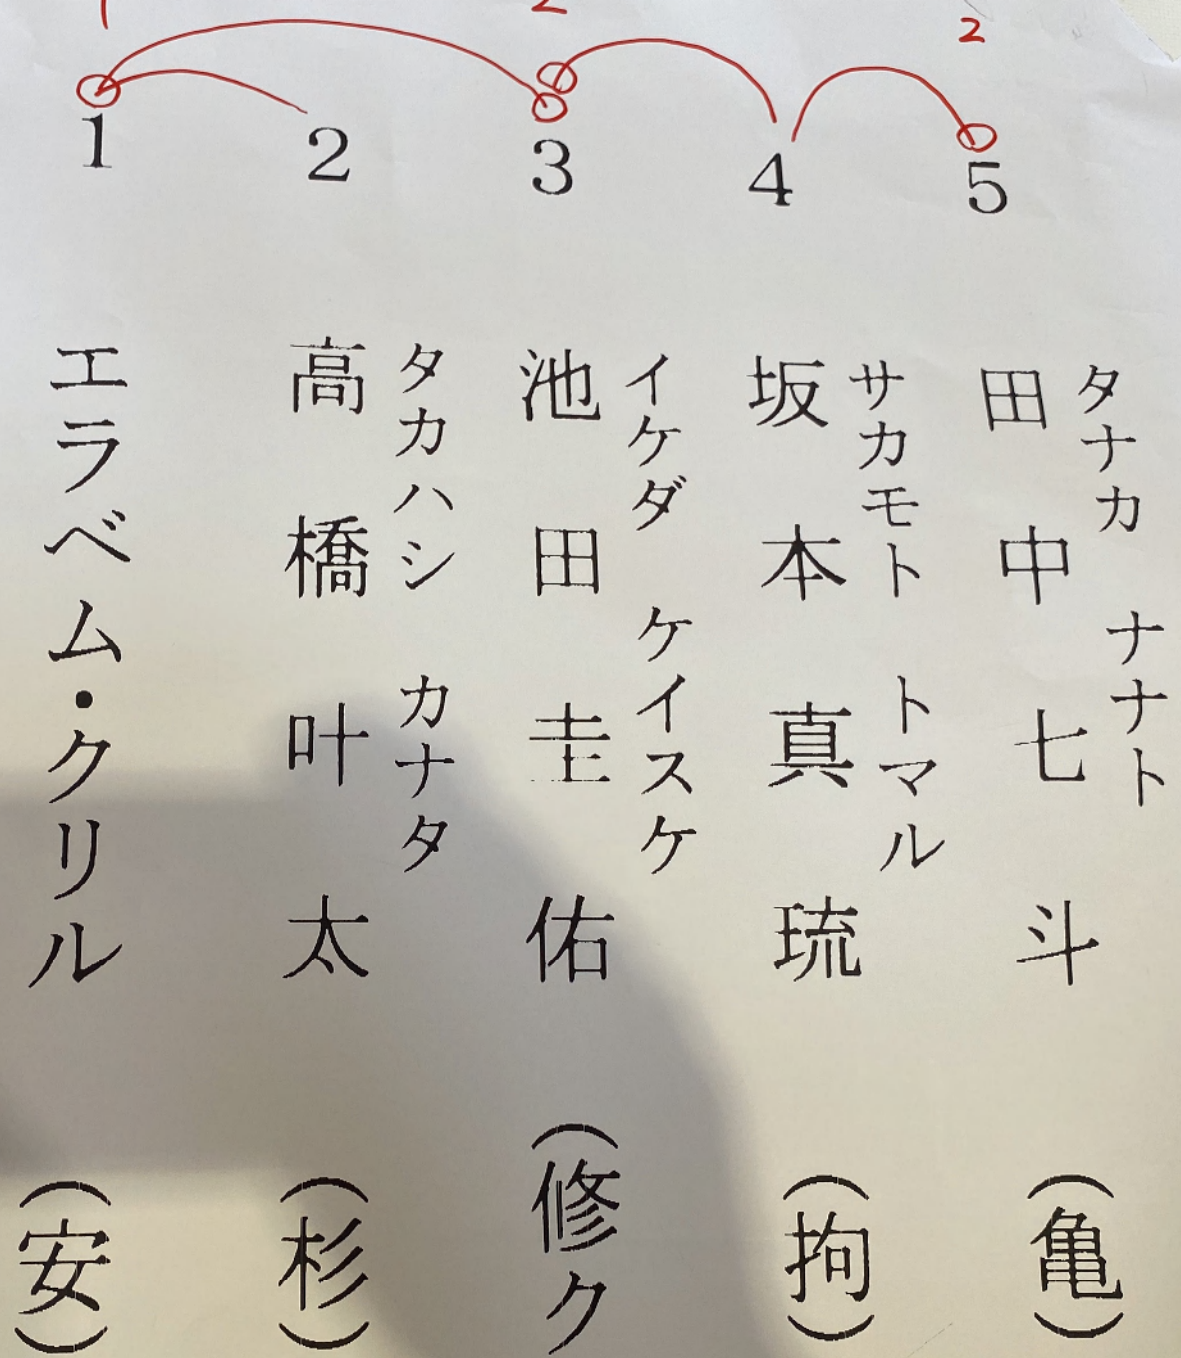 2
1
2
3
4
5
タナカ ナナト
田中七斗(亀)
サカモト トマル
坂本真琉(拘)
イケダ ケイスケ
池田圭佑(修ク
タカハシ カナタ
高橋叶太(杉)
エラベム・クリル(安)